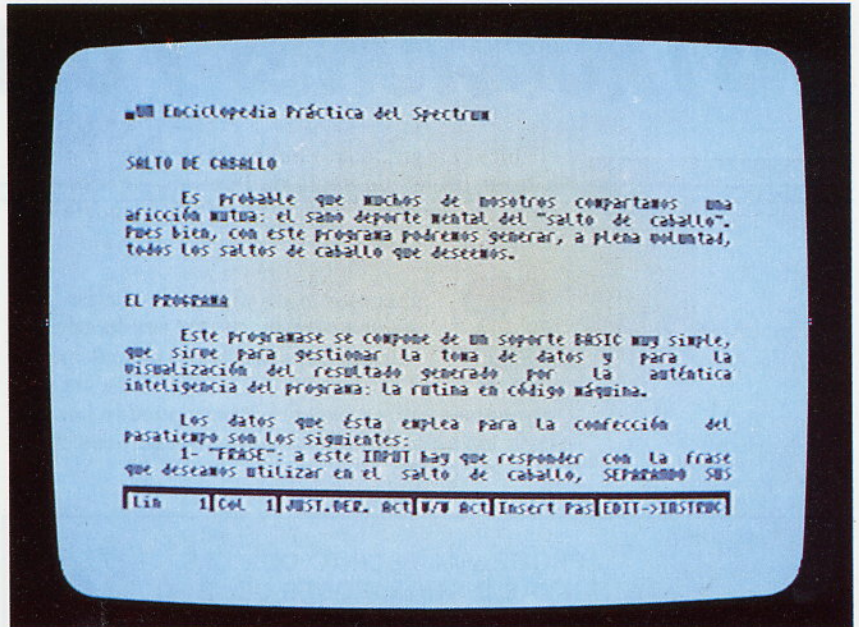 UN Enciclopedia Práctica del Spectrum
SALTO DE CABALLO
Es probable que muchos de nosotros compartamos una
aficción mutua: el sano deporte mental del "salto de caballo".
Pues bien, con este programa podremos generar, a plena voluntad,
todos los saltos de caballo que deseemos.
EL PROGRAMA
Este programase se compone de un soporte BASIC muy simple,
que sirve para gestionar la toma de datos y para la
visualización del resultado generado por la auténtica
inteligencia del programa: la rutina en código máquina.
Los datos que ésta emplea para la confección del
pasatiempo son los siguientes:
1- "FRASE": a este INPUT hay que responder con la frase
que deseamos utilizar en el salto de caballo, SEPARANDO SUS
Lin 1 Col 1 JUST.DER. Act W/W Act Insert Pas EDIT->INSTRUC